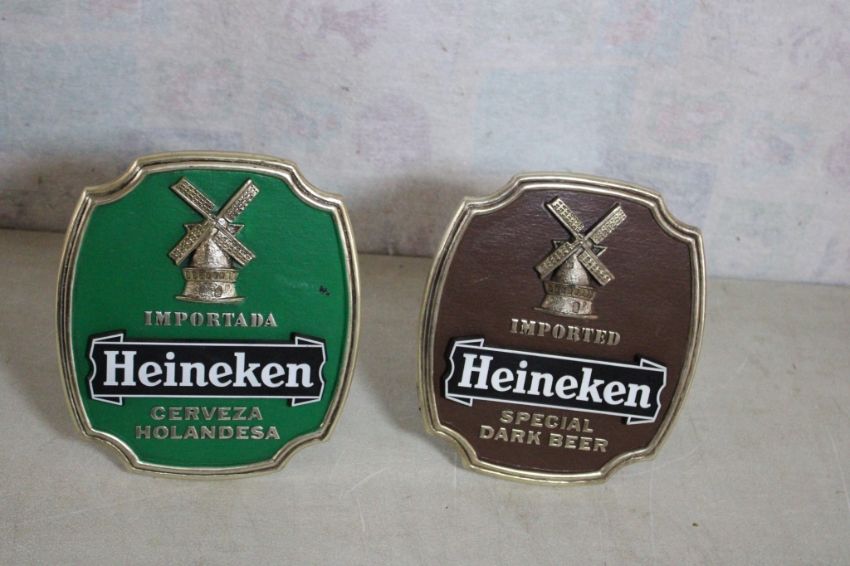 IMPORTADA
Heineken
CERVEZA
HOLANDESA
IMPORTED
Heineken
SPECIAL
DARK BEER